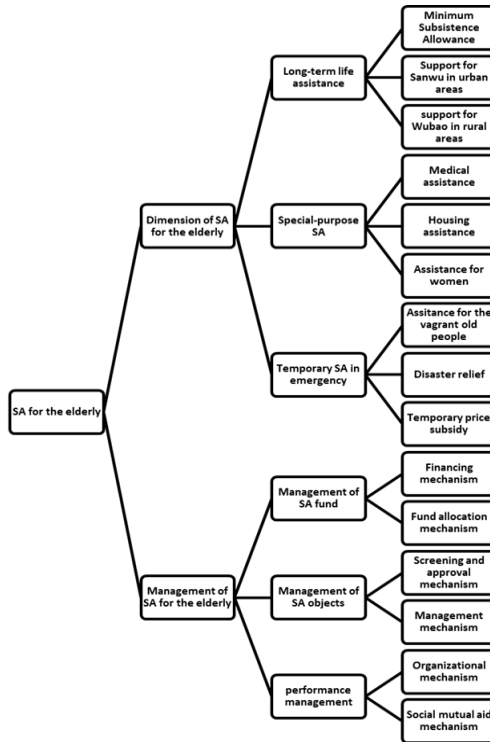 SA for the elderly
Dimension of SA
for the elderly
Long-term life
assistance
Minimum
Subsistence
Allowance
Support for
Sanwu in urban
areas
support for
Wubao in rural
areas
Special-purpose
SA
Medical
assistance
Housing
assistance
Assistance for
women
Temporary SA in
emergency
Assitance for the
vagrant old
people
Disaster relief
Temporary price
subsidy
Management of
SA for the elderly
Management of
SA fund
Financing
mechanism
Fund allocation
mechanism
Management of
SA objects
Screening and
approval
mechanism
Management
mechanism
performance
management
Organizational
mechanism
Social mutual aid
mechanism